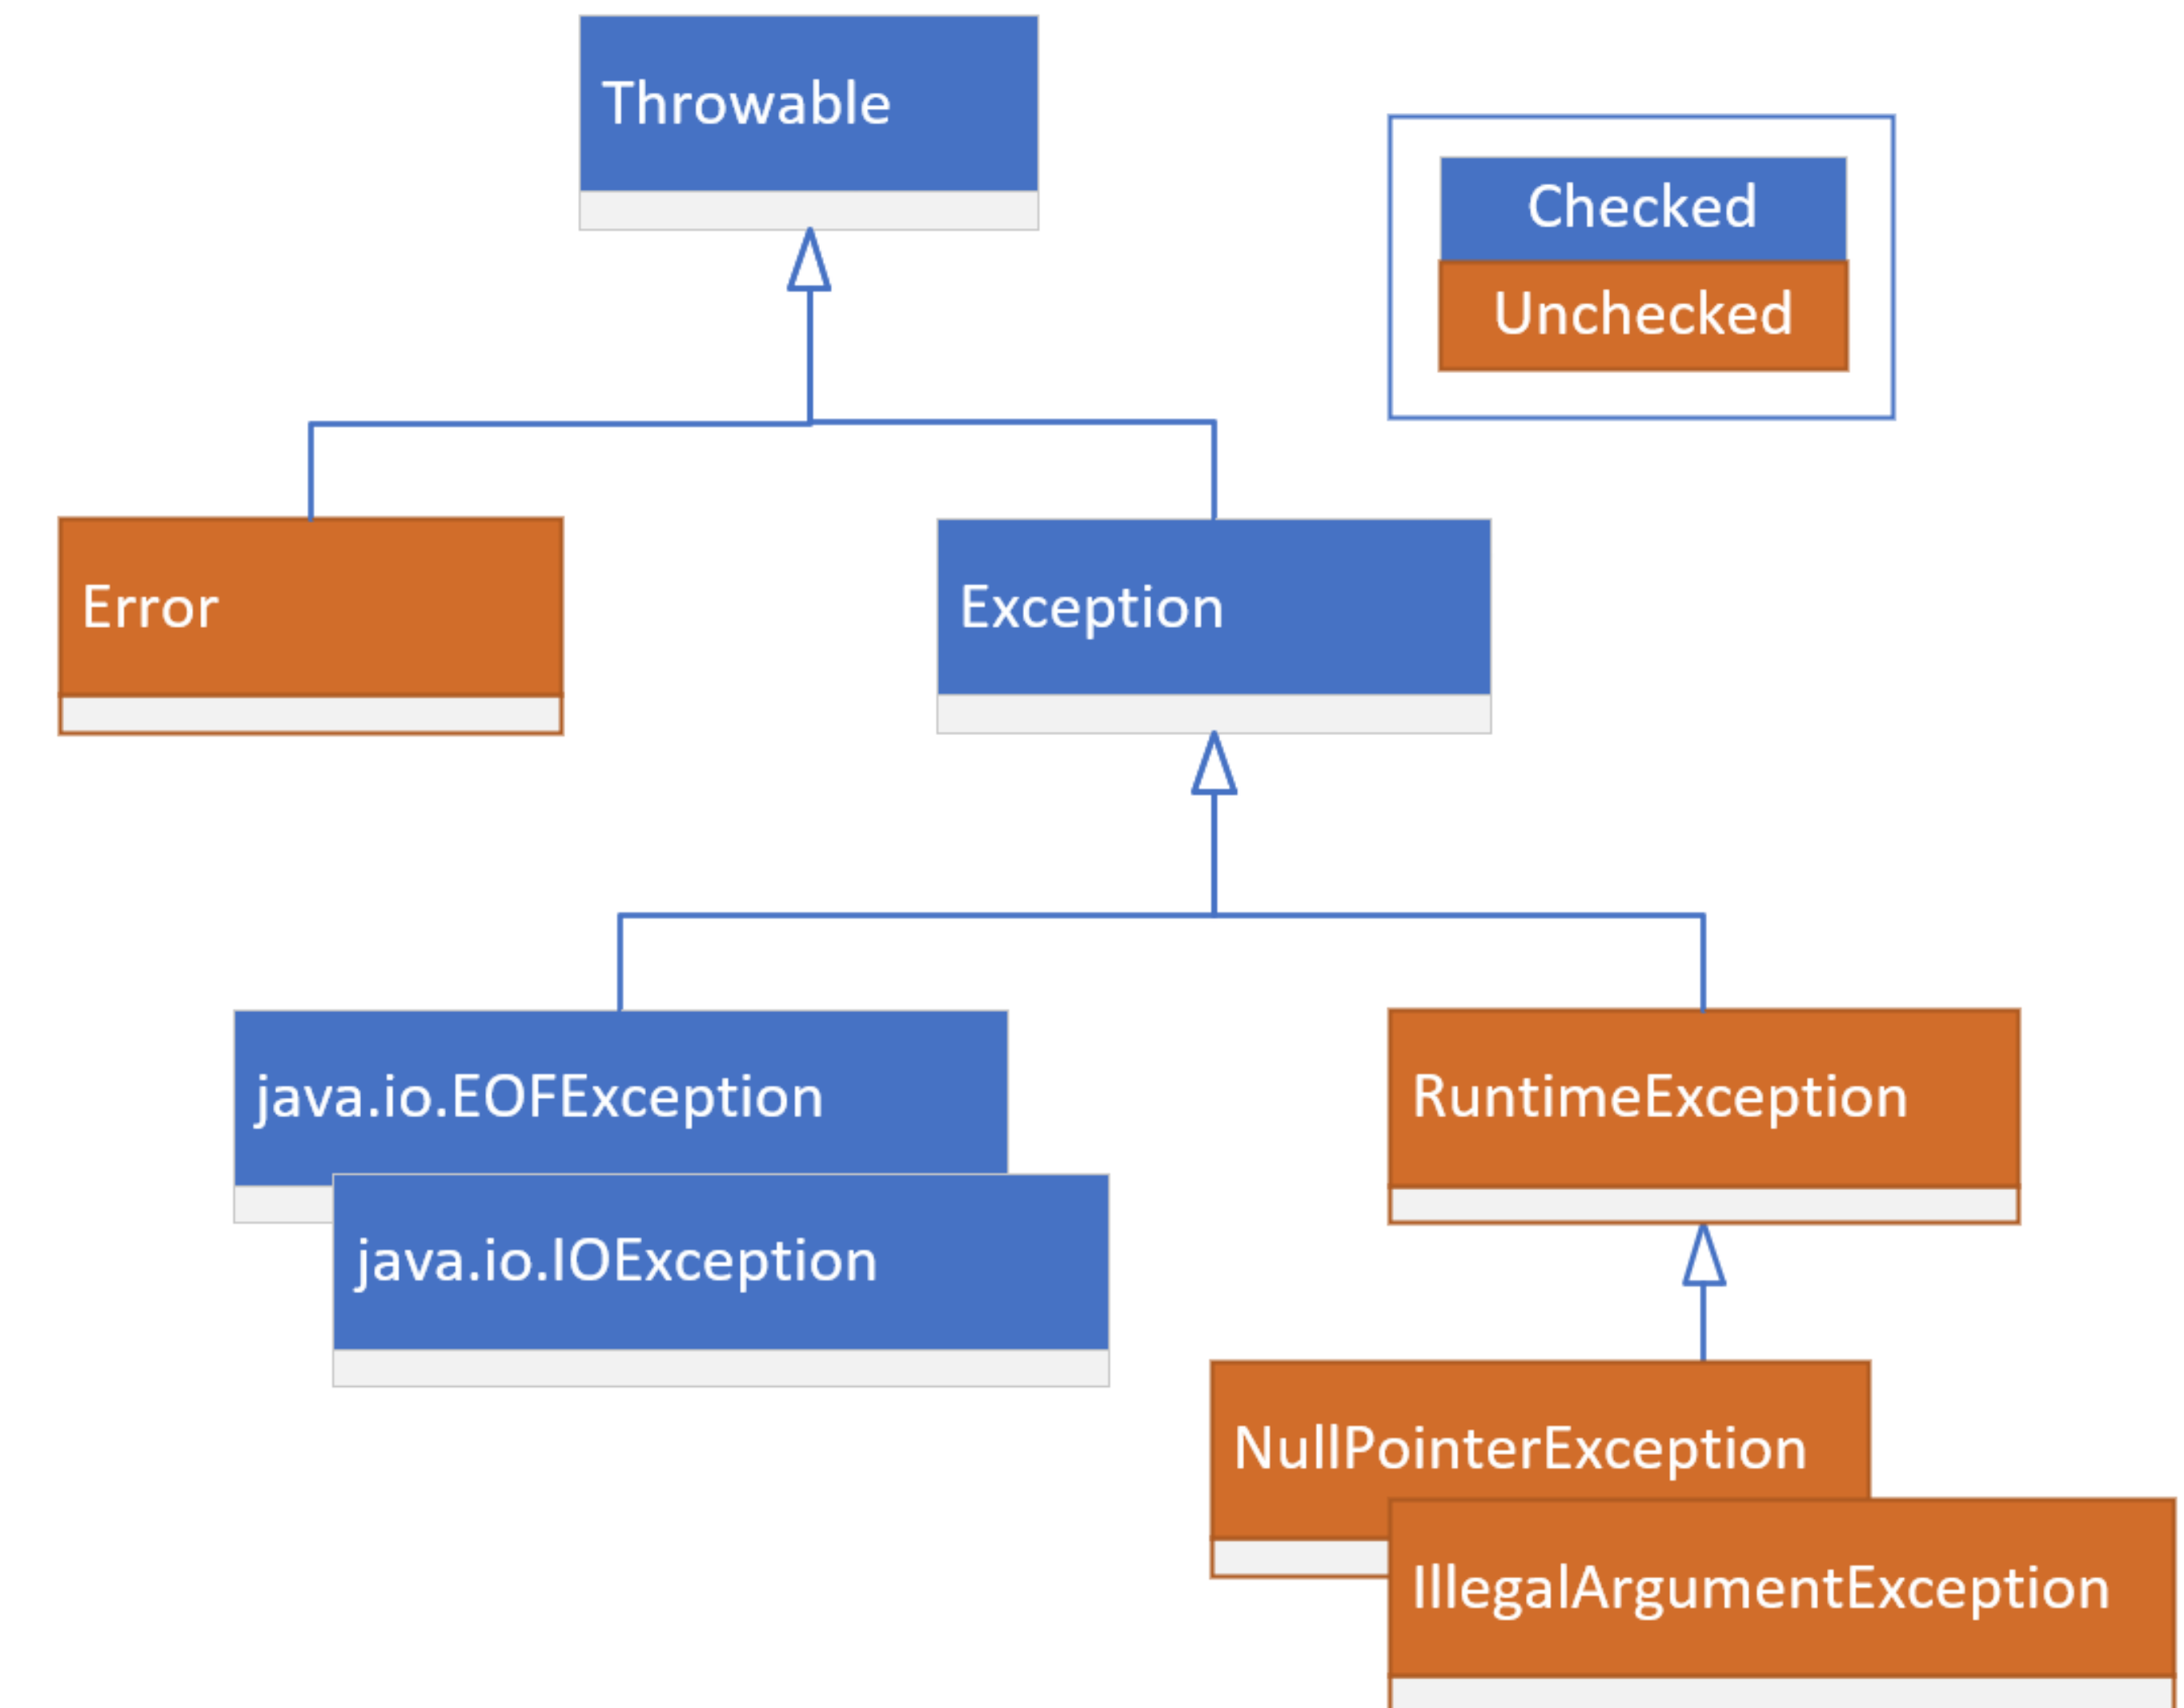 Throwable
Checked
Unchecked
Error
Exception
java.io.EOFException
java.io.IOException
RuntimeException
NullPointerException
IllegalArgumentException